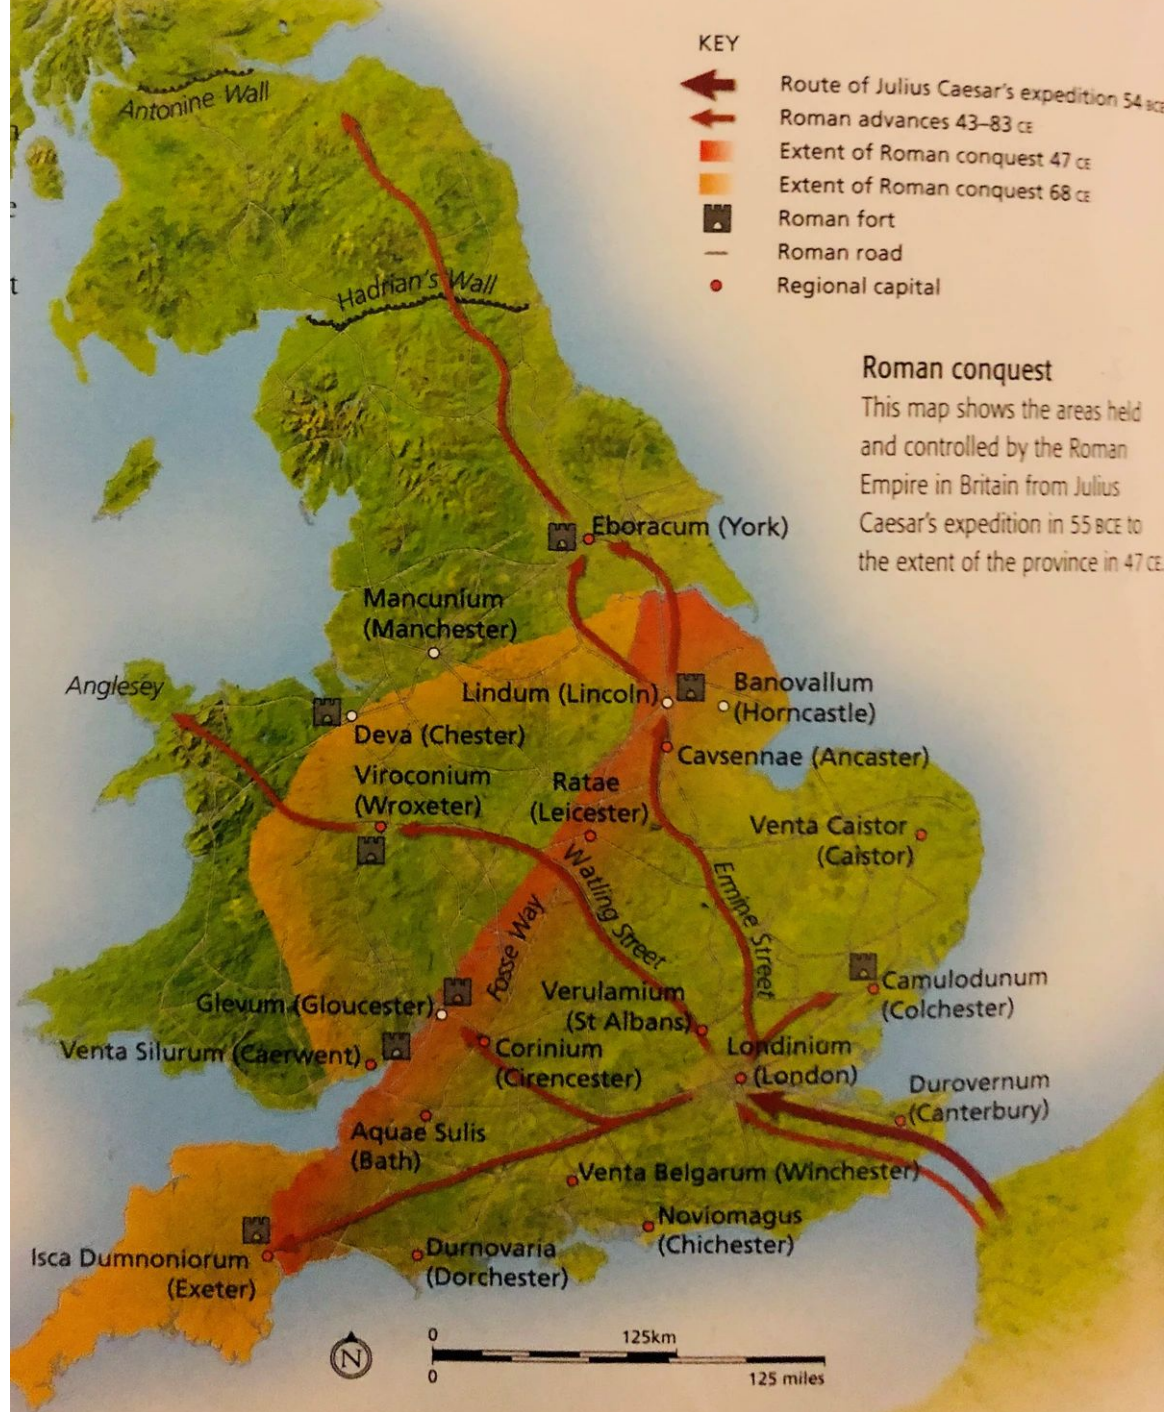 KEY
Route of Julius Caesar's expedition 54 BCE
Roman advances 43–83 CE
Extent of Roman conquest 47 CE
Extent of Roman conquest 68 CE
Roman fort
Roman road
Regional capital
Roman conquest
This map shows the areas held
and controlled by the Roman
Empire in Britain from Julius
Caesar's expedition in 55 BCE to
the extent of the province in 47 CE.
Antonine Wall
Hadrian's Wall
Eboracum (York)
Mancunium
(Manchester)
Anglesey
Lindum (Lincoln)
Banovallum
(Horncastle)
Deva (Chester)
Cavsennae (Ancaster)
Viroconium
(Wroxeter)
Ratae
(Leicester)
Venta Caistor
(Caistor)
Watling Street
Ermine Street
Fosse Way
Camulodunum
(Colchester)
Glevum (Gloucester)
Verulamium
(St Albans)
Venta Silurum (Caerwent)
Corinium
(Cirencester)
Londinium
(London)
Durovernum
(Canterbury)
Aquae Sulis
(Bath)
Venta Belgarum (Winchester)
Noviomagus
(Chichester)
Isca Dumnoniorum
(Exeter)
Durnovaria
(Dorchester)
N
0 125km
0 125 miles